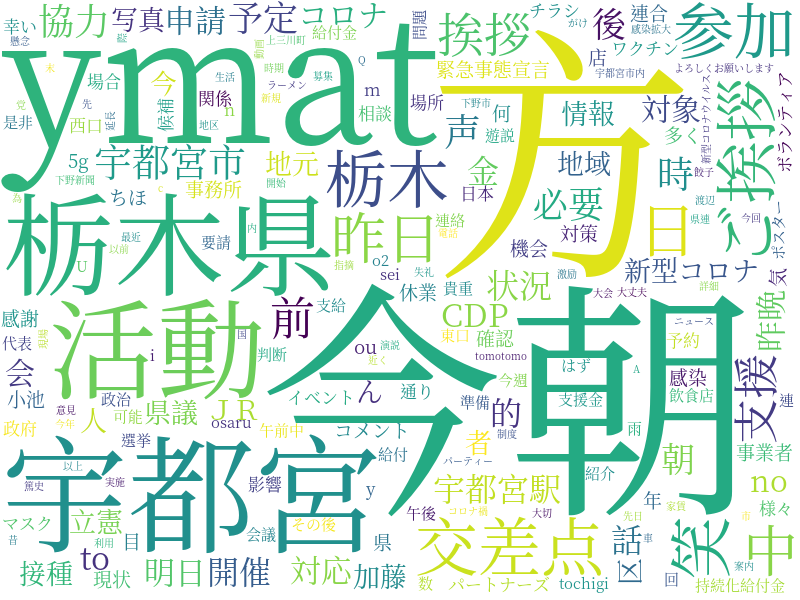 幸い
協力
写真
申請
予定
コロナ
給付金
問題
挨拶
チラシ
連合
感染拡大
がけ
参加
懸念
後
店
ワクチン
ymat
上三川町
動画
時期
募集
方
緊急事態宣言
宇都宮市内
よろしくお願いします
場合
今
候補
関係
生活
ラーメン
新規
Q
m
場所
何
声
情報
対象
新型コロナウイルス
ボランティア
ご挨拶
是非
先
延長
西口
地区
n
相談
下野市
遊説
多く
5g
宇都宮市
地元
栃木
金
地域
時
餃子
党
為
下野新聞
ちほ
事務所
c
開始
日本
必要
渡辺
ポスター
栃木県
昨日
連絡
電話
日
県連
今回
U
最近
以前
要請
内
指摘
o2
sei
失礼
機会
対策
新型コロナ
気
激励
大会
大丈夫
詳細
昨晩
感謝
活動
国
現場
支給
前
休業
貴重
状況
CDP
今朝
ニュース
代表
会
i
判断
ou
ん
近く
演説
tomotomo
東口
確認
予約
支援
小池
政治
イベント
通り
今週
はず
A
感染
飲食店
連
政府
意見
今年
人
可能
県議
JR
osaru
コメント
準備
支援金
的
雨
選挙
午前中
者
制度
朝
no
事業者
宇都宮
篤史
以上
実施
影響
給付
y
パーティー
紹介
宇都宮駅
年
家賃
様々
マスク
立憲
目
その後
午後
コロナ禍
大切
先日
笑
中
昔
利用
to
会議
県
交差点
話
市
車
接種
現状
明日
開催
対応
加藤
数
パートナーズ
tochigi
区
回
案内
持続化給付金